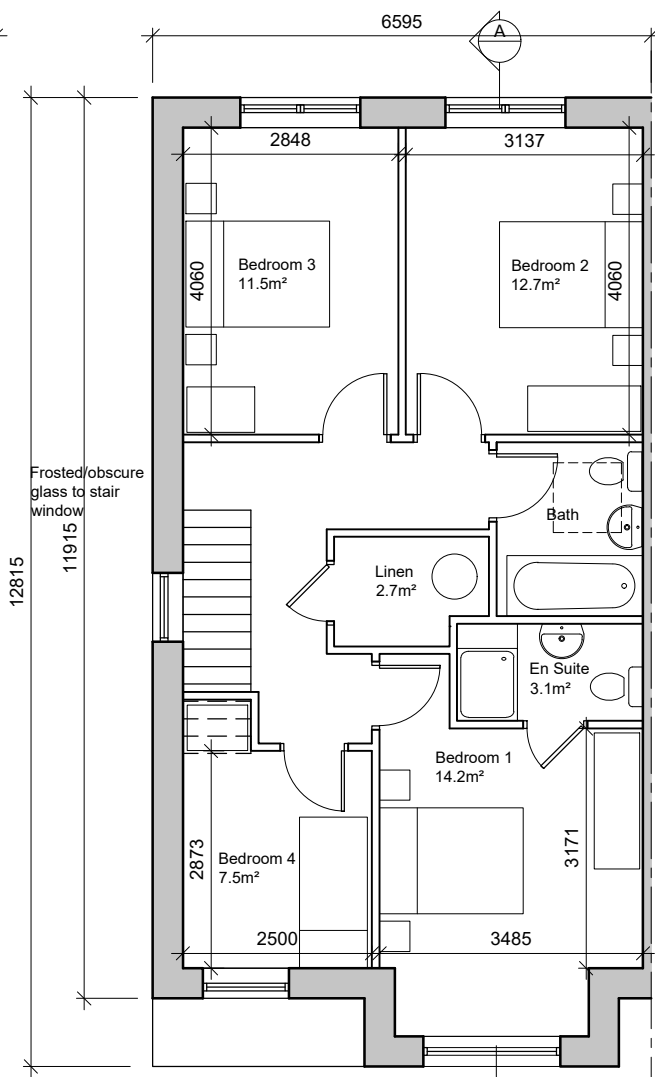 6595
A
2848
3137
Bedroom 3
11.5m²
4060
Bedroom 2
12.7m²
4060
Frosted/obscure
glass to stair
window
12815
11915
Bath
Linen
2.7m²
En Suite
3.1m²
Bedroom 1
14.2m²
2873
Bedroom 4
7.5m²
3171
2500
3485